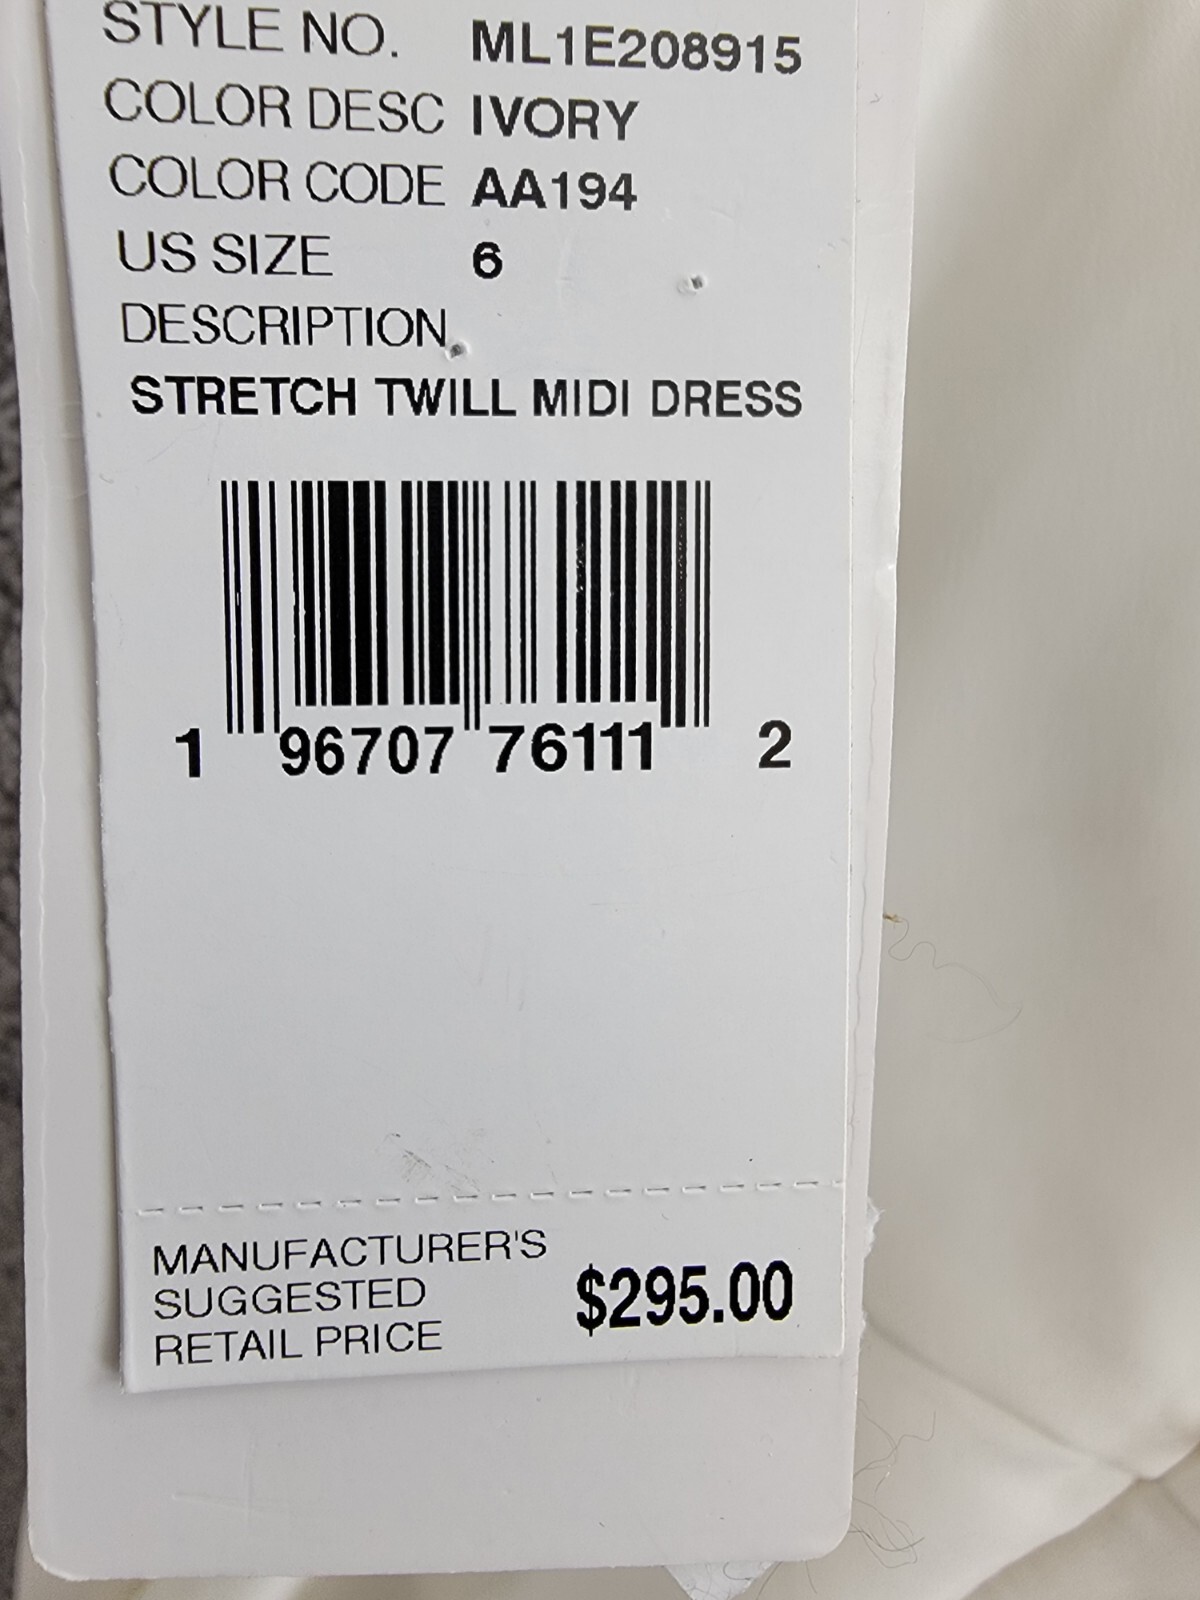 STYLE NO. ML1E208915
COLOR DESC IVORY
COLOR CODE AA194
US SIZE 6
DESCRIPTION
STRETCH TWILL MIDI DRESS
1 96707 76111 2
MANUFACTURER'S
SUGGESTED
RETAIL PRICE
$295.00